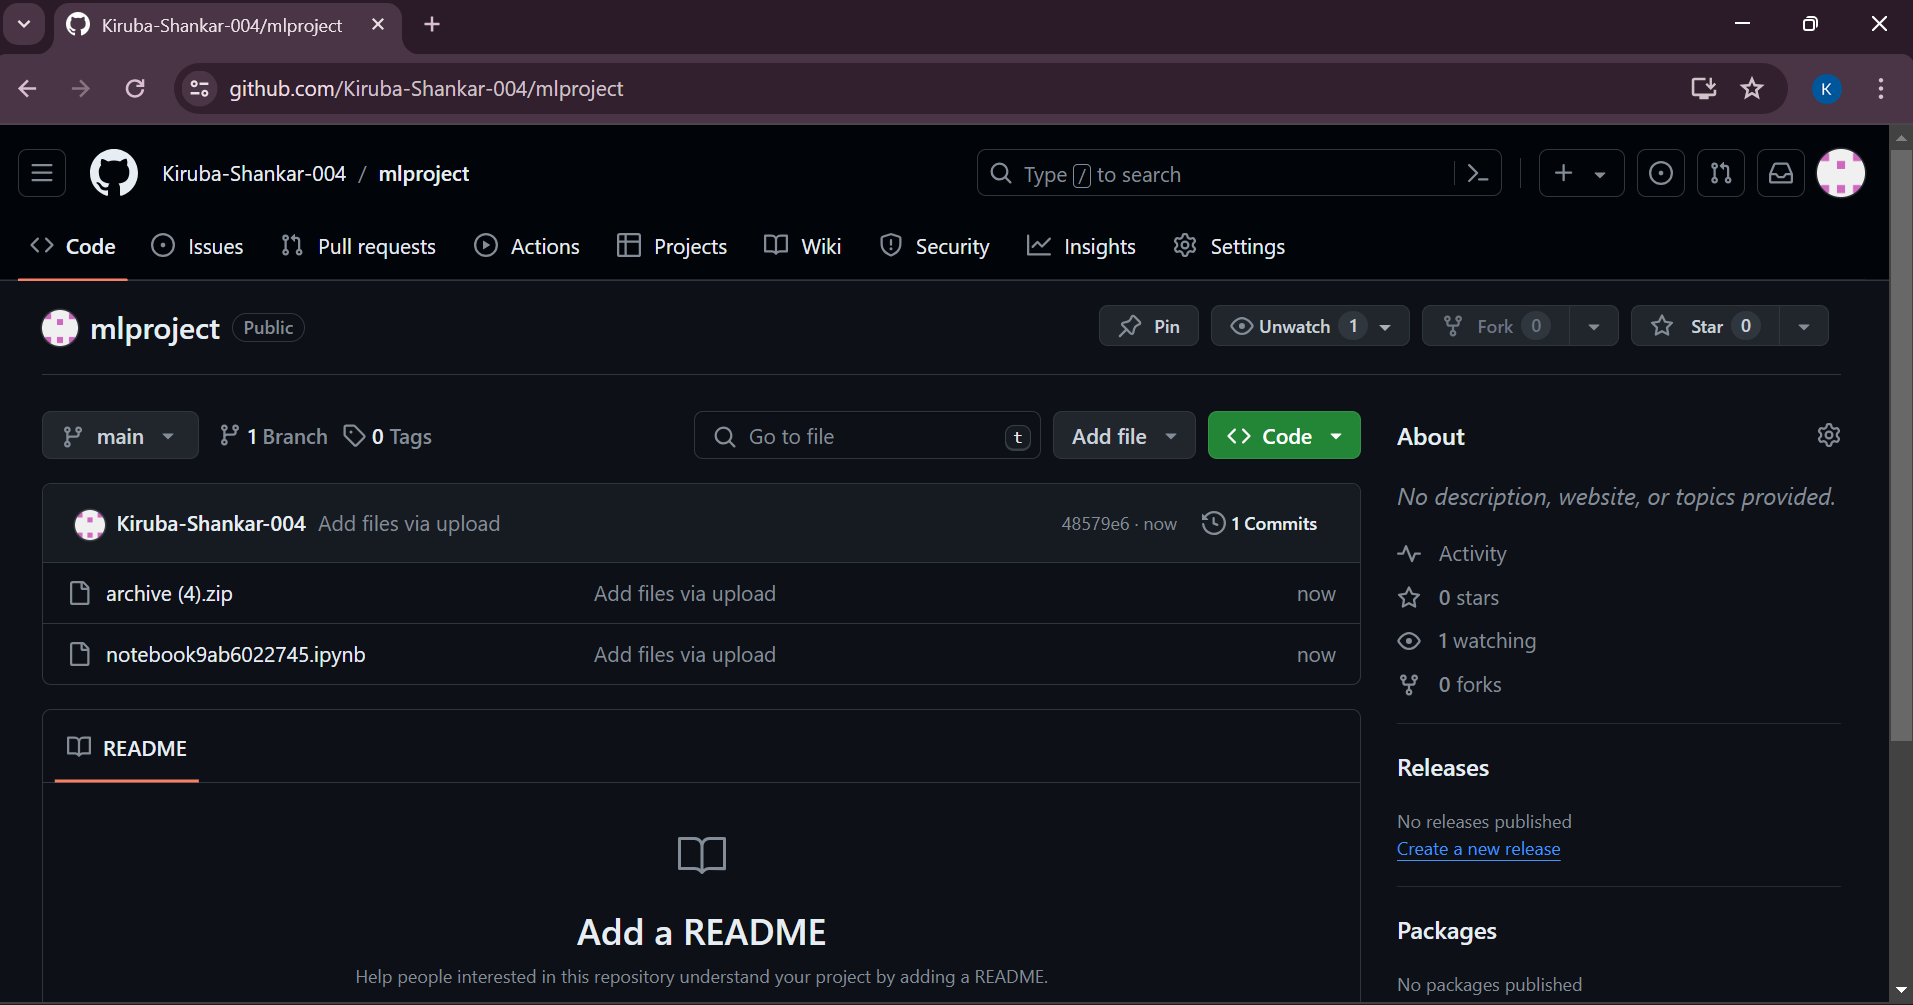 Kiruba-Shankar-004/mlproject
github.com/Kiruba-Shankar-004/mlproject
K
Kiruba-Shankar-004 / mlproject
Type / to search
Code Issues Pull requests Actions Projects Wiki Security Insights Settings
mlproject Public
Pin Unwatch 1 Fork 0 Star 0
main 1 Branch 0 Tags Go to file t Add file Code
Kiruba-Shankar-004 Add files via upload 48579e6 · now 1 Commits
archive (4).zip Add files via upload now
notebook9ab6022745.ipynb Add files via upload now
README
Add a README
Help people interested in this repository understand your project by adding a README.
About
No description, website, or topics provided.
Activity
0 stars
1 watching
0 forks
Releases
No releases published
Create a new release
Packages
No packages published